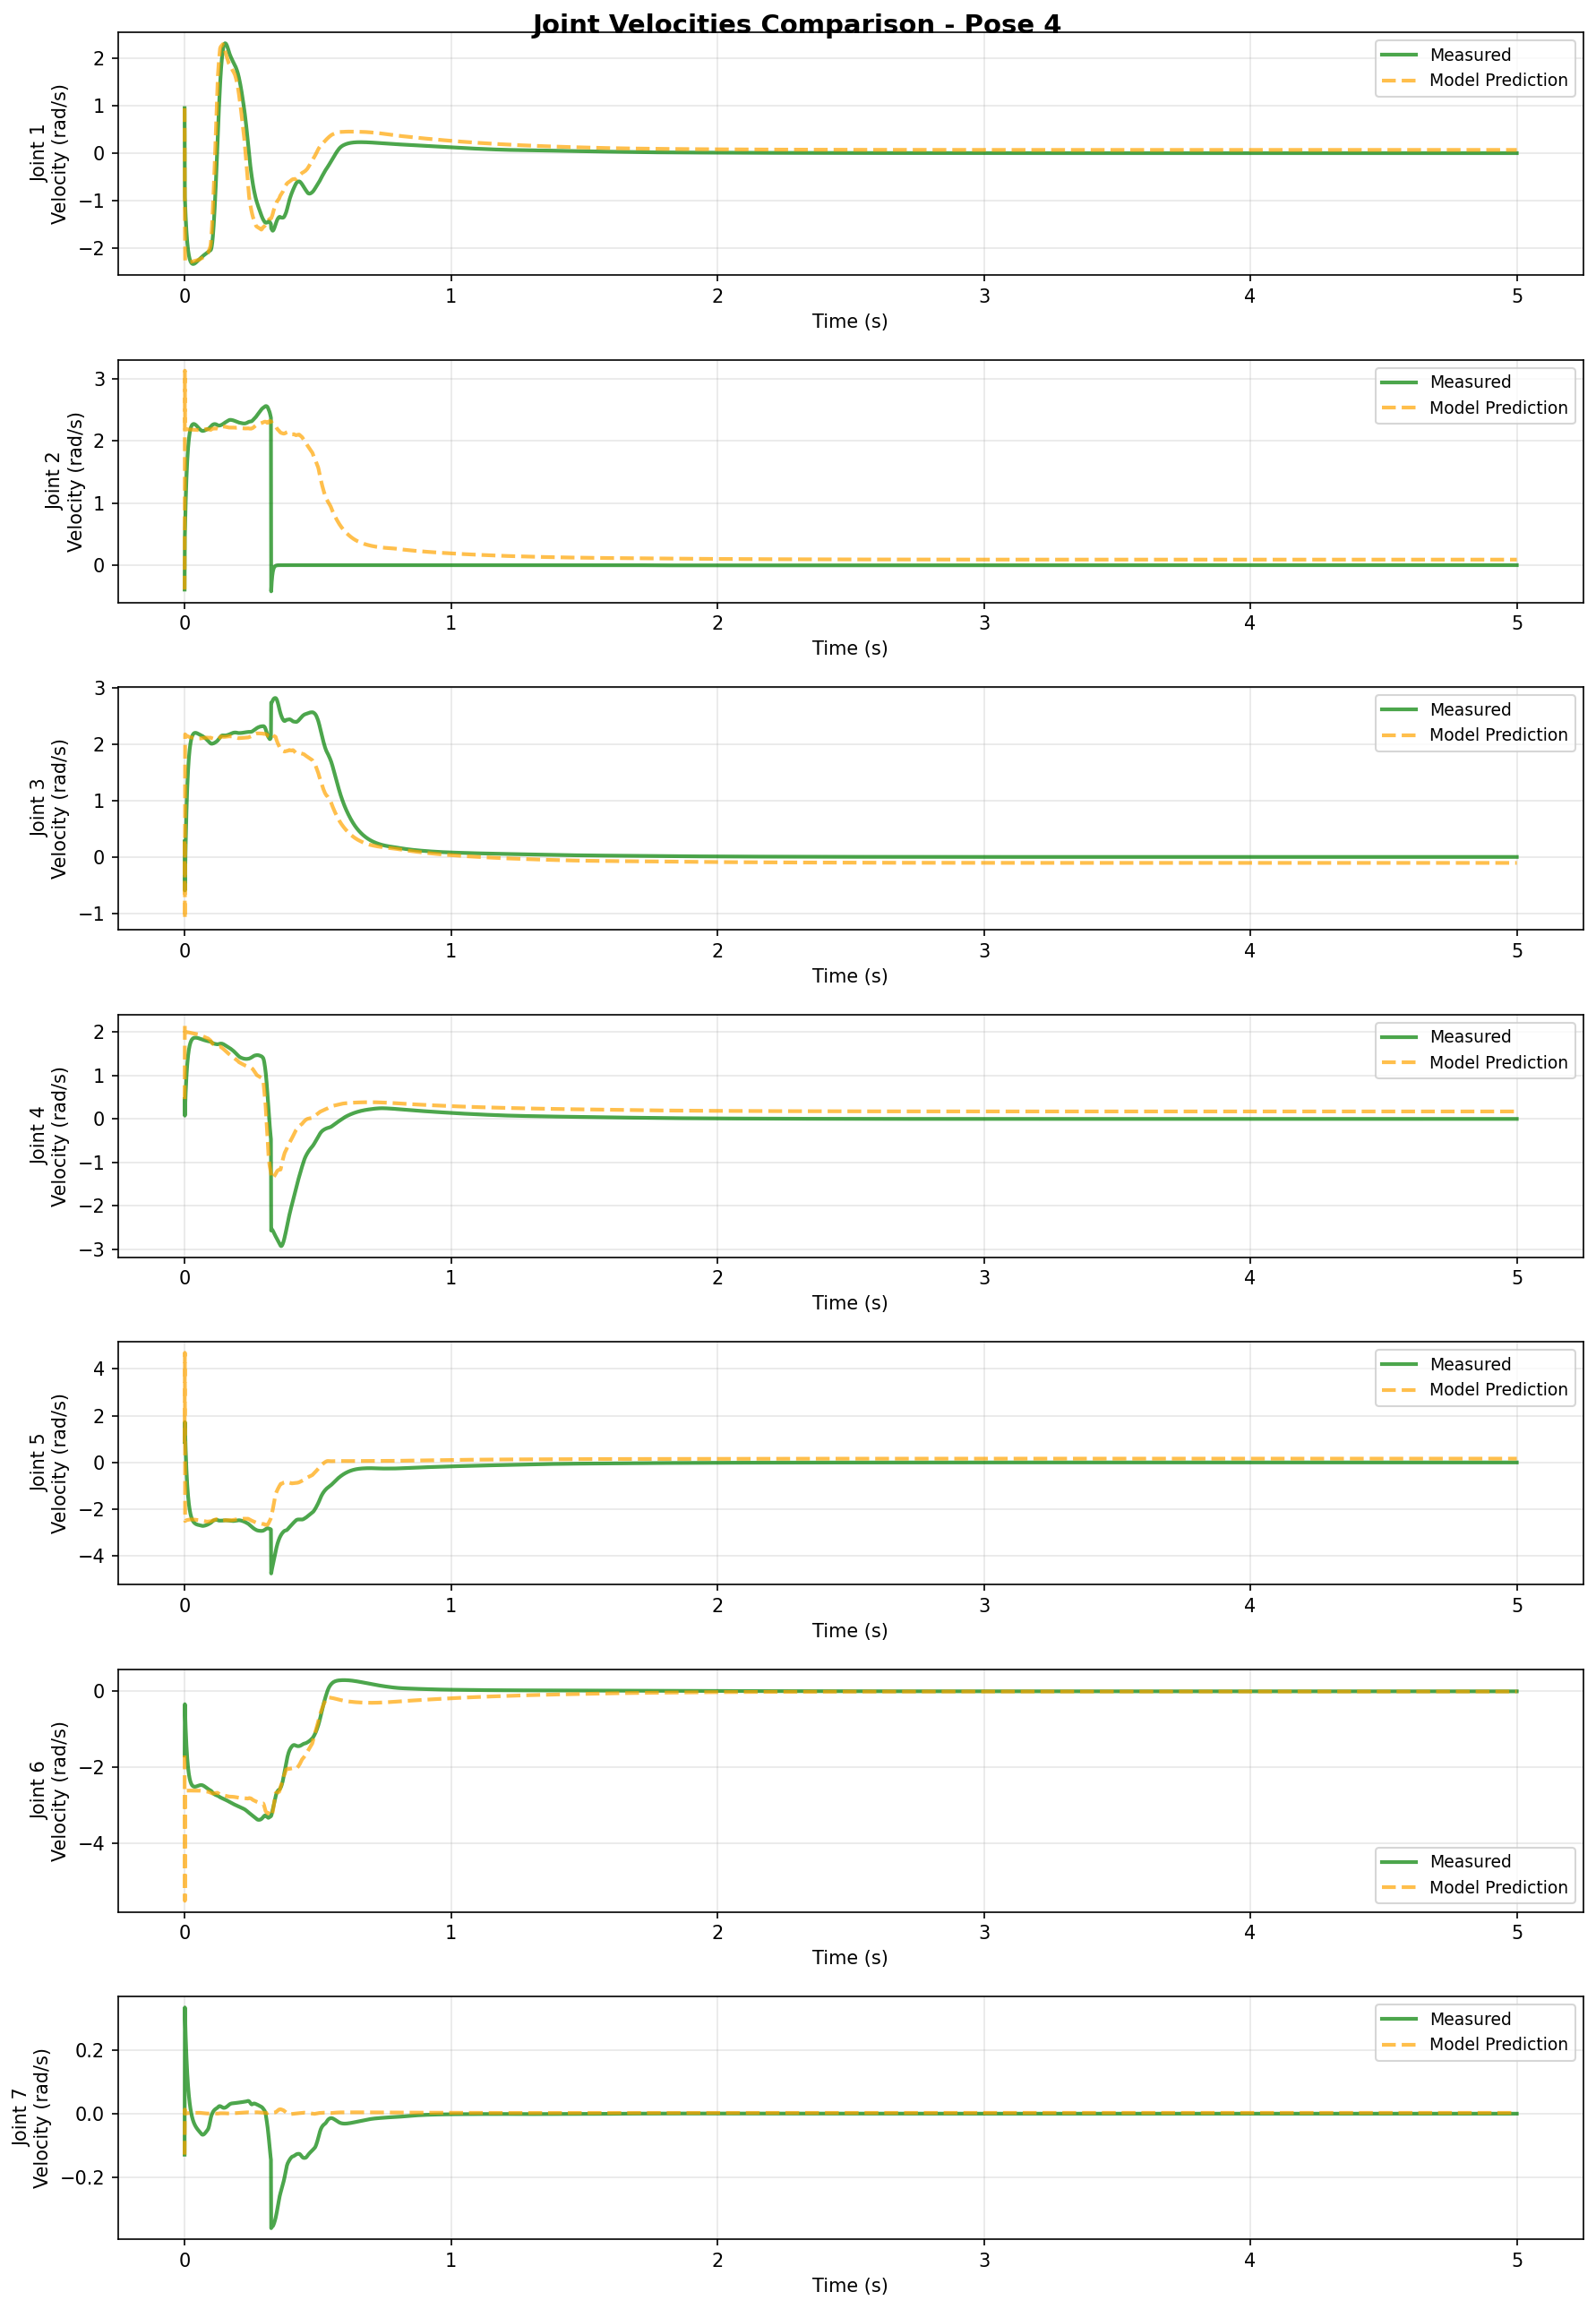 Joint Velocities Comparison - Pose 4
Joint 1
Velocity (rad/s)
2
1
0
−1
−2
Measured
Model Prediction
0 1 2 3 4 5
Time (s)
Joint 2
Velocity (rad/s)
3
2
1
0
Measured
Model Prediction
0 1 2 3 4 5
Time (s)
Joint 3
Velocity (rad/s)
3
2
1
0
−1
Measured
Model Prediction
0 1 2 3 4 5
Time (s)
Joint 4
Velocity (rad/s)
2
1
0
−1
−2
−3
Measured
Model Prediction
0 1 2 3 4 5
Time (s)
Joint 5
Velocity (rad/s)
4
2
0
−2
−4
Measured
Model Prediction
0 1 2 3 4 5
Time (s)
Joint 6
Velocity (rad/s)
0
−2
−4
Measured
Model Prediction
0 1 2 3 4 5
Time (s)
Joint 7
Velocity (rad/s)
0.2
0.0
−0.2
Measured
Model Prediction
0 1 2 3 4 5
Time (s)